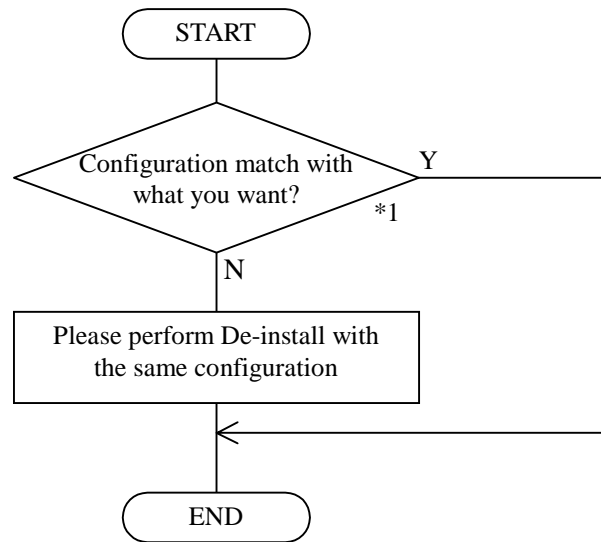 START
Configuration match with
what you want?
Y
*1
N
Please perform De-install with
the same configuration
END